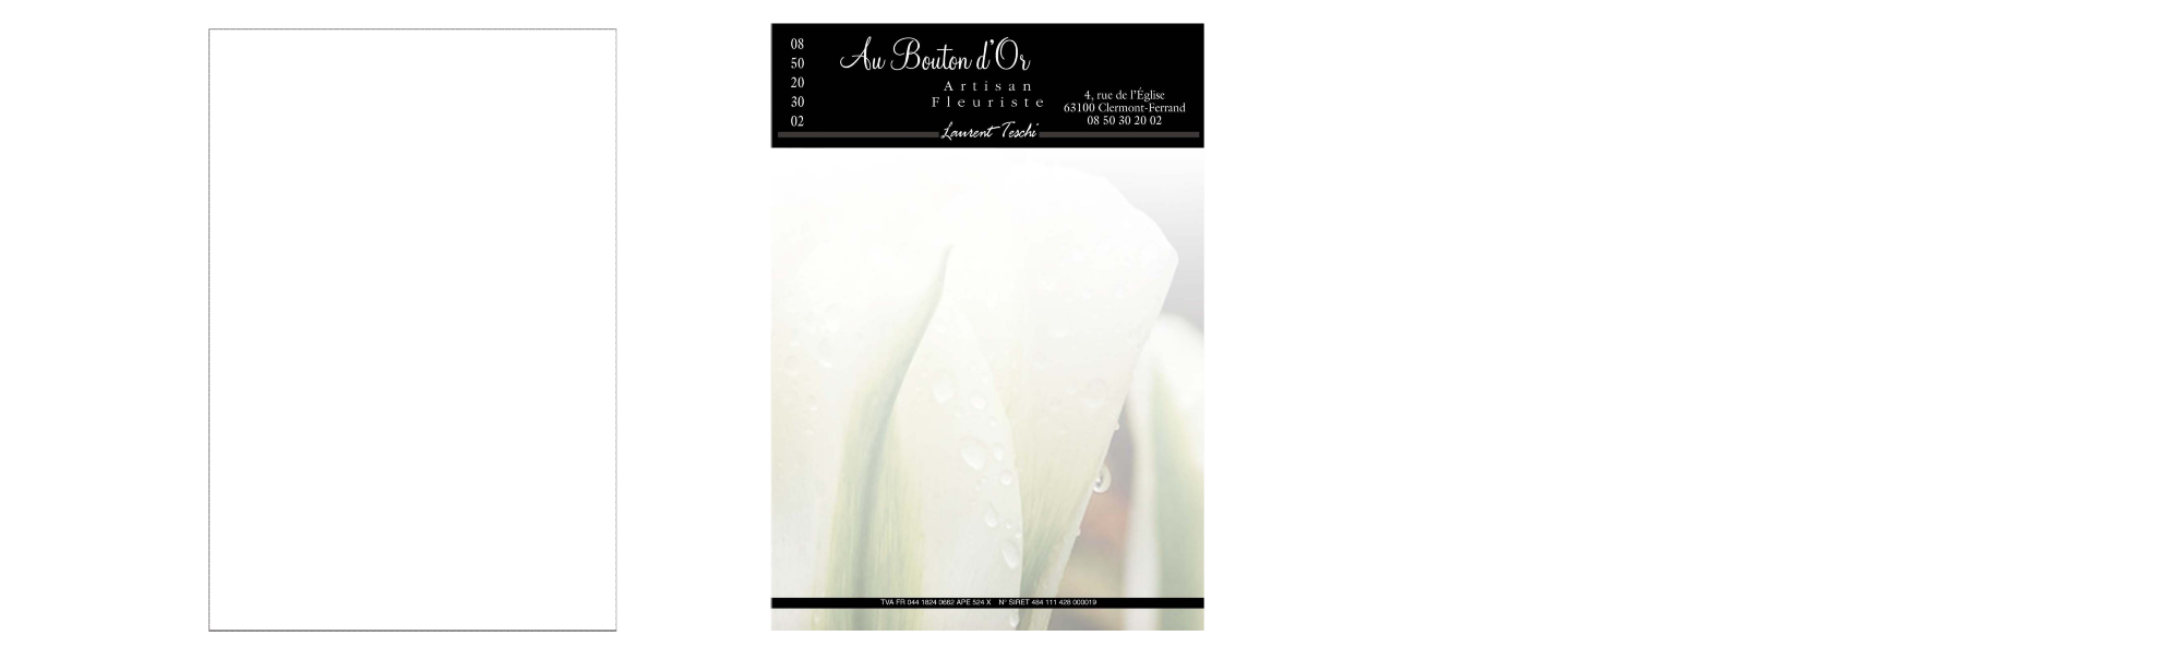 08
50
20
30
02
Au Bouton d'Or
Artisan
Fleuriste
Laurent Teschi
4, rue de l'Église
63100 Clermont-Ferrand
08 50 30 20 02
TVA FR 044 1824 0662 APE 524 X N° SIRET 484 111 428 000019